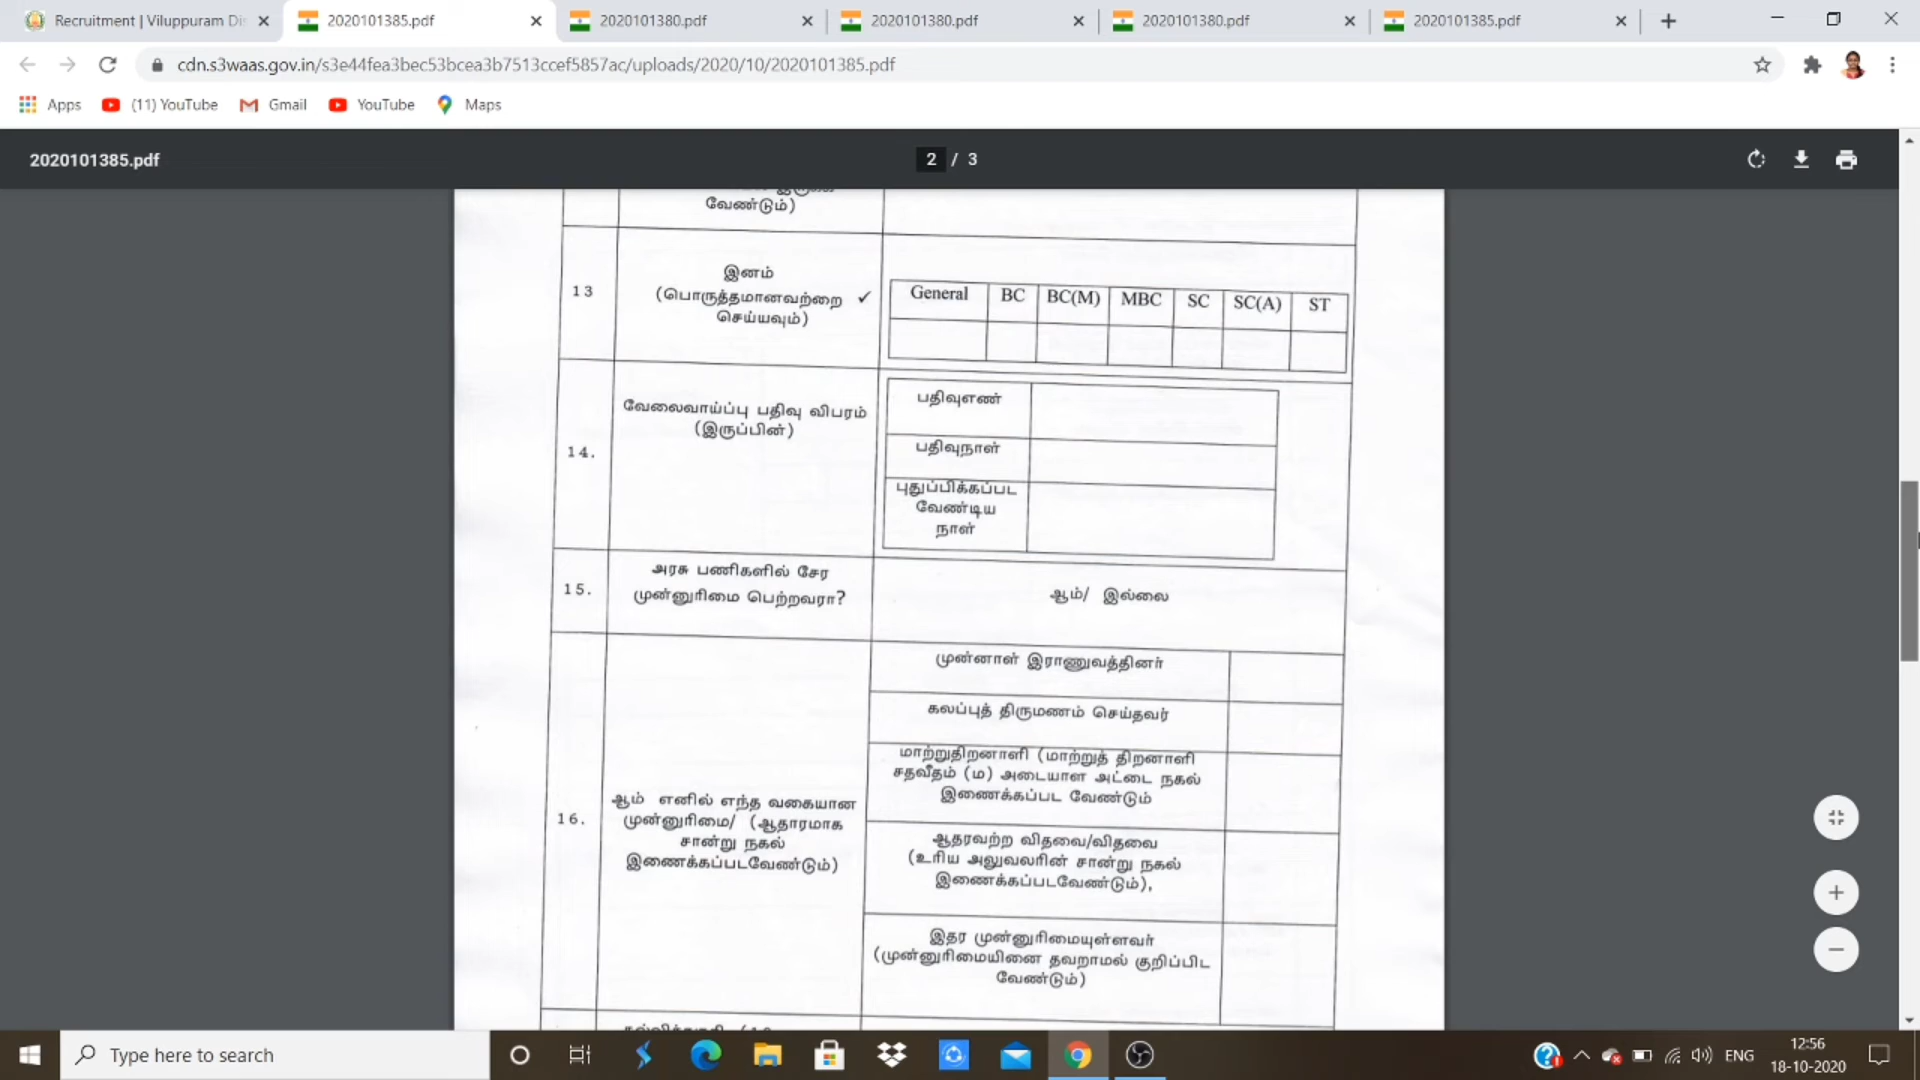 Recruitment | Viluppuram Di
2020101385.pdf
2020101380.pdf
2020101380.pdf
2020101380.pdf
2020101385.pdf
cdn.s3waas.gov.in/s3e44fea3bec53bcea3b7513ccef5857ac/uploads/2020/10/2020101385.pdf
Apps
(11) YouTube
Gmail
YouTube
Maps
2020101385.pdf
2 / 3
வேண்டும்)
13
இனம்
(பொருத்தமானவற்றை ✓
செய்யவும்)
General BC BC(M) MBC SC SC(A) ST
14.
வேலைவாய்ப்பு பதிவு விபரம்
(இருப்பின்)
பதிவுஎண்
பதிவுநாள்
புதுப்பிக்கப்பட
வேண்டிய
நாள்
15.
அரசு பணிகளில் சேர
முன்னுரிமை பெற்றவரா?
ஆம்/ இல்லை
16.
ஆம் எனில் எந்த வகையான
முன்னுரிமை/ (ஆதாரமாக
சான்று நகல்
இணைக்கப்படவேண்டும்)
முன்னாள் இராணுவத்தினர்
கலப்புத் திருமணம் செய்தவர்
மாற்றுதிறனாளி (மாற்றுத் திறனாளி
சதவீதம் (ம) அடையாள அட்டை நகல்
இணைக்கப்பட வேண்டும்
ஆதரவற்ற விதவை/விதவை
(உரிய அலுவலரின் சான்று நகல்
இணைக்கப்படவேண்டும்),
இதர முன்னுரிமையுள்ளவர்
(முன்னுரிமையினை தவறாமல் குறிப்பிட
வேண்டும்)
Type here to search
ENG
12:56
18-10-2020